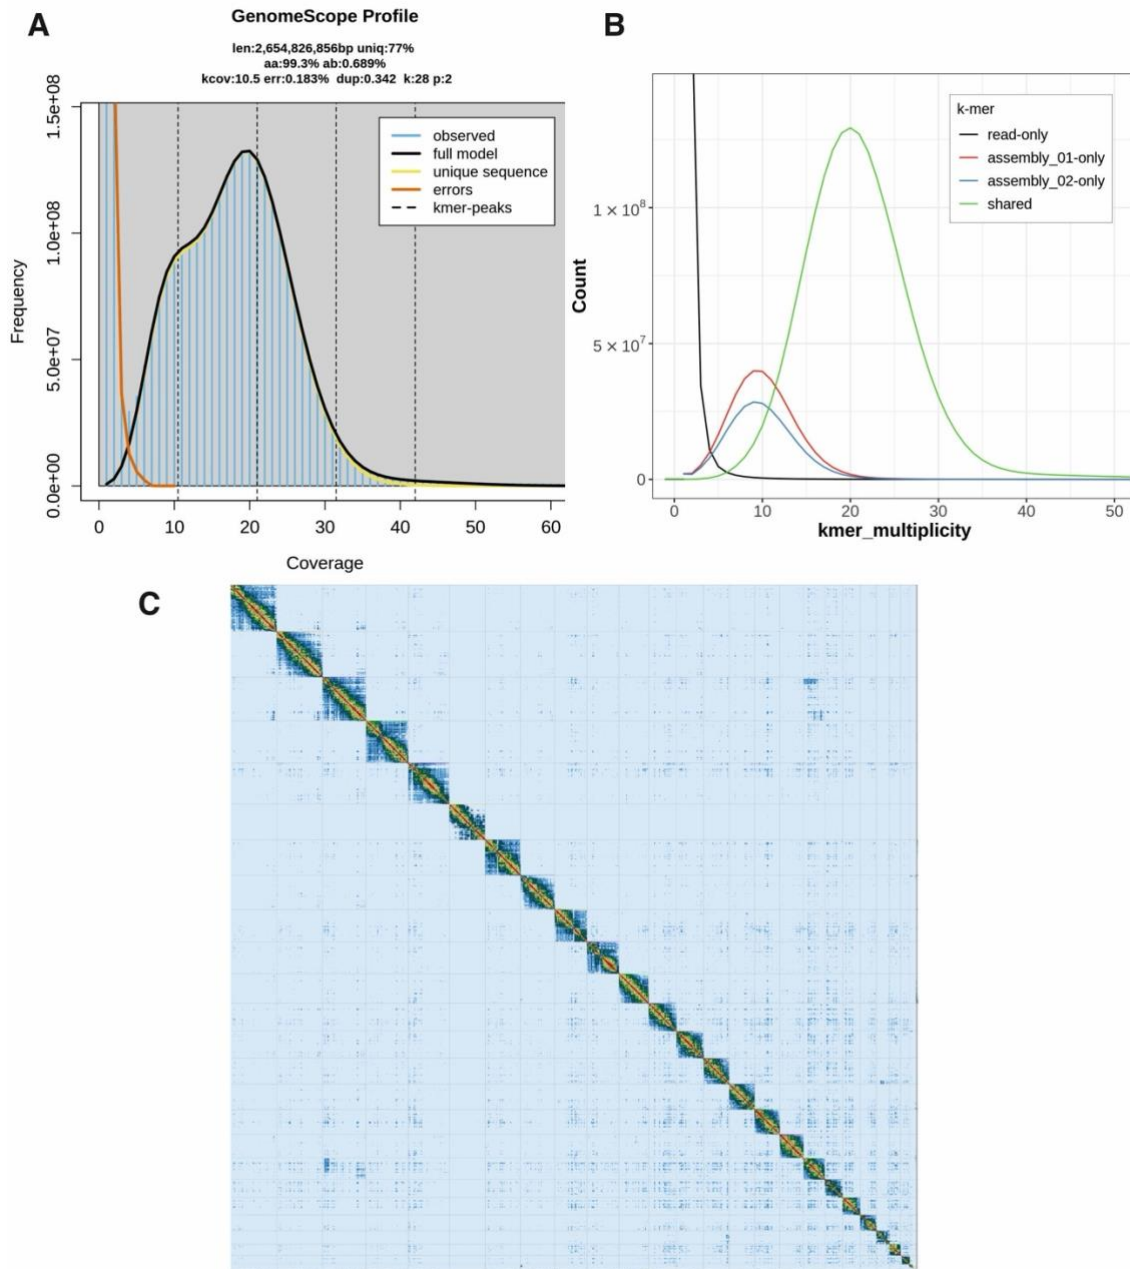 A
GenomeScope Profile
len:2,654,826,856bp uniq:77%
aa:99.3% ab:0.689%
kcov:10.5 err:0.183% dup:0.342 k:28 p:2
Frequency
1.5e+08
1.0e+08
5.0e+07
0.0e+00
observed
full model
unique sequence
errors
kmer-peaks
0 10 20 30 40 50 60
Coverage
B
Count
1 × 10⁸
5 × 10⁷
0
k-mer
read-only
assembly_01-only
assembly_02-only
shared
0 10 20 30 40 50
kmer_multiplicity
C